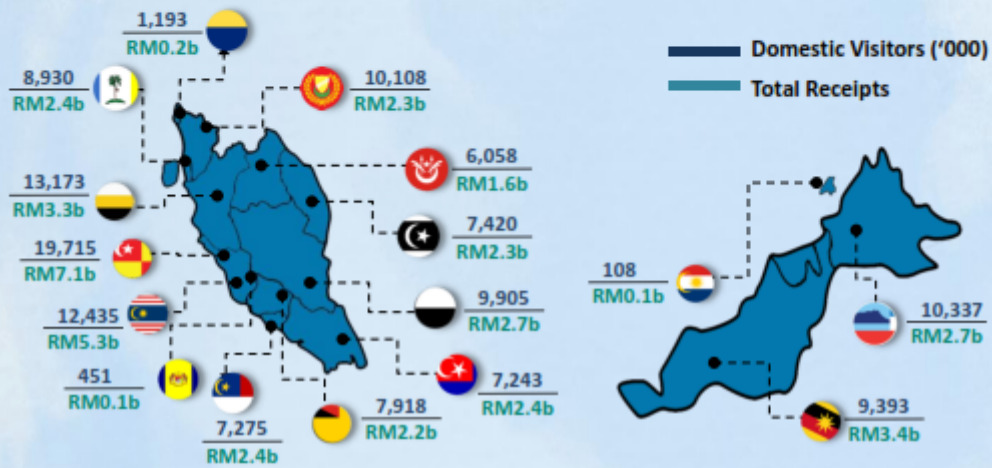 1,193
RM0.2b
8,930
RM2.4b
10,108
RM2.3b
Domestic Visitors (‘000)
Total Receipts
6,058
RM1.6b
13,173
RM3.3b
7,420
RM2.3b
19,715
RM7.1b
108
RM0.1b
9,905
RM2.7b
10,337
RM2.7b
12,435
RM5.3b
451
RM0.1b
7,243
RM2.4b
7,275
RM2.4b
7,918
RM2.2b
9,393
RM3.4b